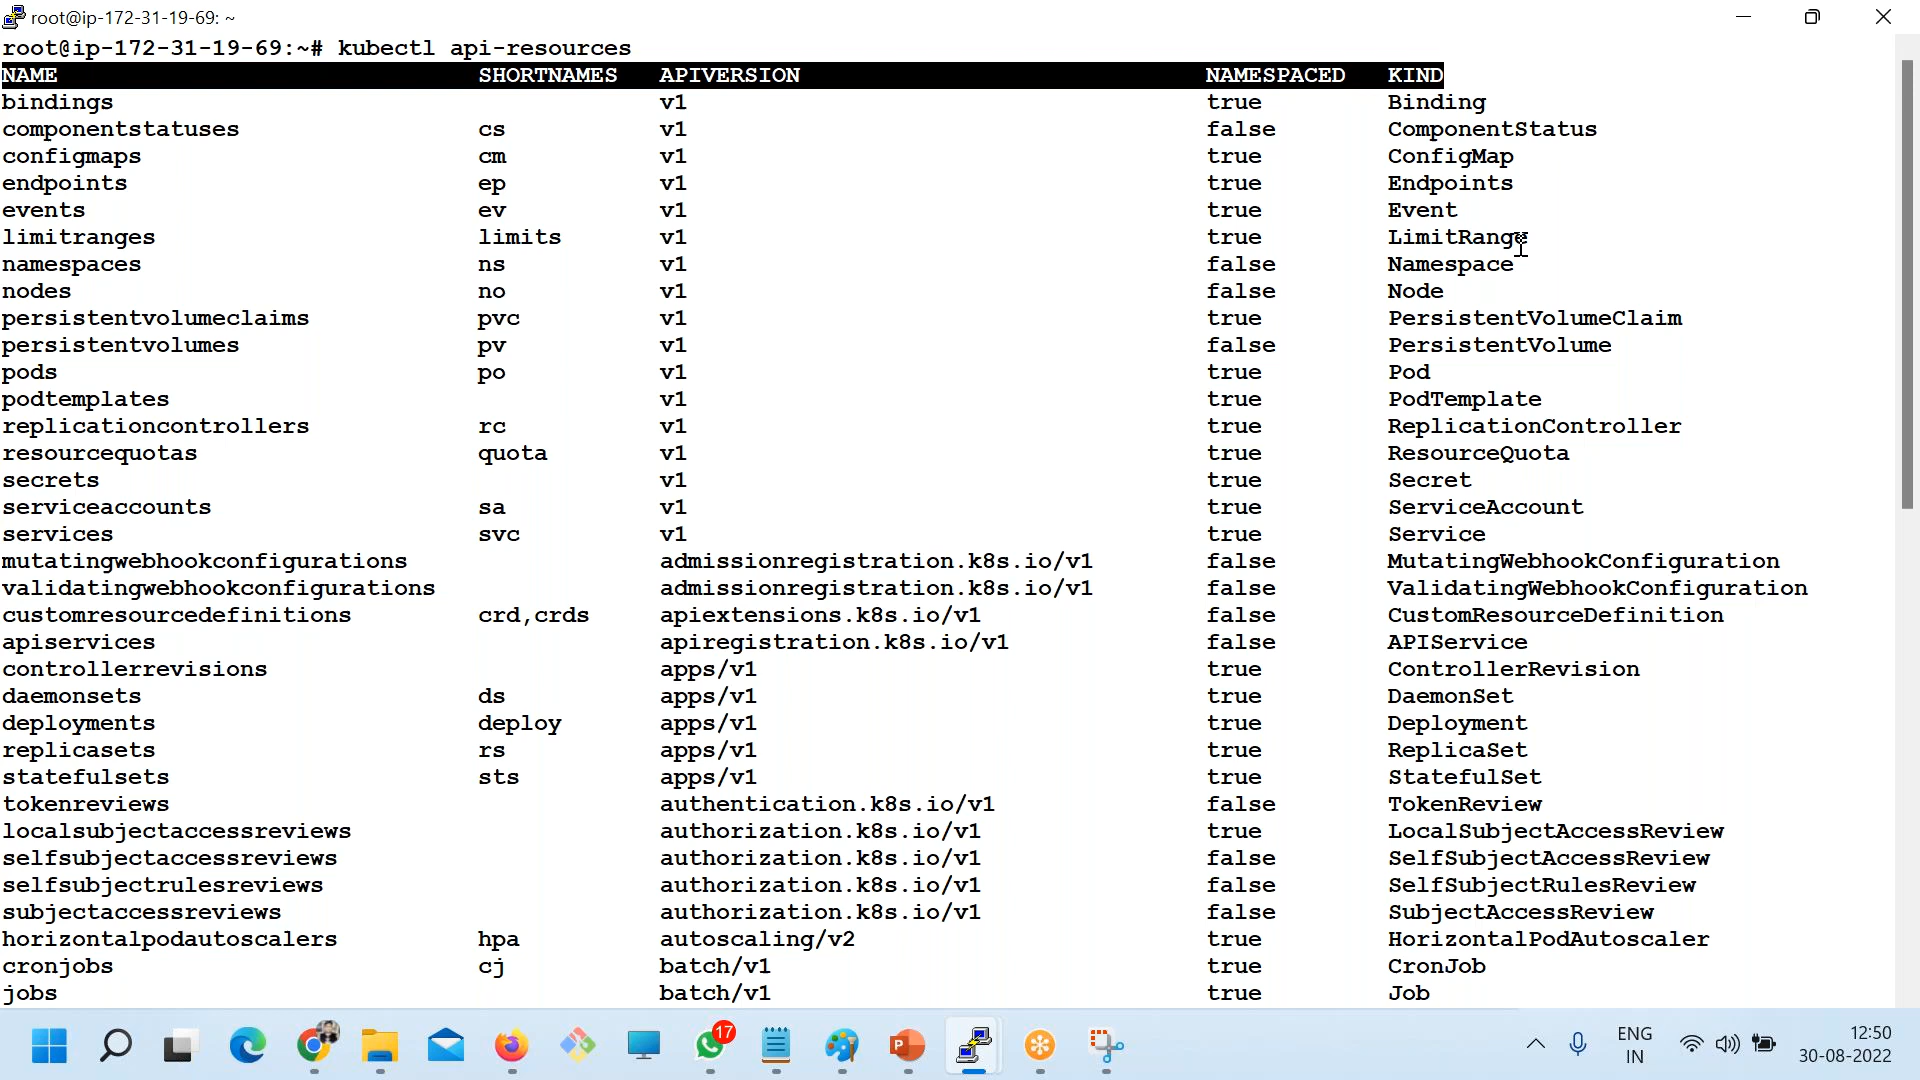 root@ip-172-31-19-69: ~
root@ip-172-31-19-69:~# kubectl api-resources
NAME SHORTNAMES APIVERSION NAMESPACED KIND
bindings v1 true Binding
componentstatuses cs v1 false ComponentStatus
configmaps cm v1 true ConfigMap
endpoints ep v1 true Endpoints
events ev v1 true Event
limitranges limits v1 true LimitRange
namespaces ns v1 false Namespace
nodes no v1 false Node
persistentvolumeclaims pvc v1 true PersistentVolumeClaim
persistentvolumes pv v1 false PersistentVolume
pods po v1 true Pod
podtemplates v1 true PodTemplate
replicationcontrollers rc v1 true ReplicationController
resourcequotas quota v1 true ResourceQuota
secrets v1 true Secret
serviceaccounts sa v1 true ServiceAccount
services svc v1 true Service
mutatingwebhookconfigurations admissionregistration.k8s.io/v1 false MutatingWebhookConfiguration
validatingwebhookconfigurations admissionregistration.k8s.io/v1 false ValidatingWebhookConfiguration
customresourcedefinitions crd,crds apiextensions.k8s.io/v1 false CustomResourceDefinition
apiservices apiregistration.k8s.io/v1 false APIService
controllerrevisions apps/v1 true ControllerRevision
daemonsets ds apps/v1 true DaemonSet
deployments deploy apps/v1 true Deployment
replicasets rs apps/v1 true ReplicaSet
statefulsets sts apps/v1 true StatefulSet
tokenreviews authentication.k8s.io/v1 false TokenReview
localsubjectaccessreviews authorization.k8s.io/v1 true LocalSubjectAccessReview
selfsubjectaccessreviews authorization.k8s.io/v1 false SelfSubjectAccessReview
selfsubjectrulesreviews authorization.k8s.io/v1 false SelfSubjectRulesReview
subjectaccessreviews authorization.k8s.io/v1 false SubjectAccessReview
horizontalpodautoscalers hpa autoscaling/v2 true HorizontalPodAutoscaler
cronjobs cj batch/v1 true CronJob
jobs batch/v1 true Job
17
P
ENG
IN
12:50
30-08-2022